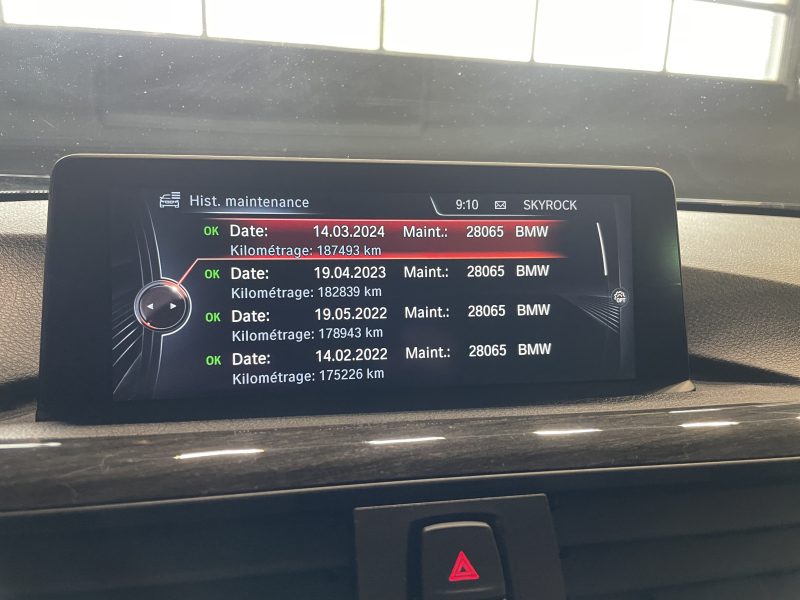 Hist. maintenance 9:10 SKYROCK
OK Date: 14.03.2024 Maint.: 28065 BMW
Kilométrage: 187493 km
OK Date: 19.04.2023 Maint.: 28065 BMW
Kilométrage: 182839 km
OK Date: 19.05.2022 Maint.: 28065 BMW
Kilométrage: 178943 km
OK Date: 14.02.2022 Maint.: 28065 BMW
Kilométrage: 175226 km